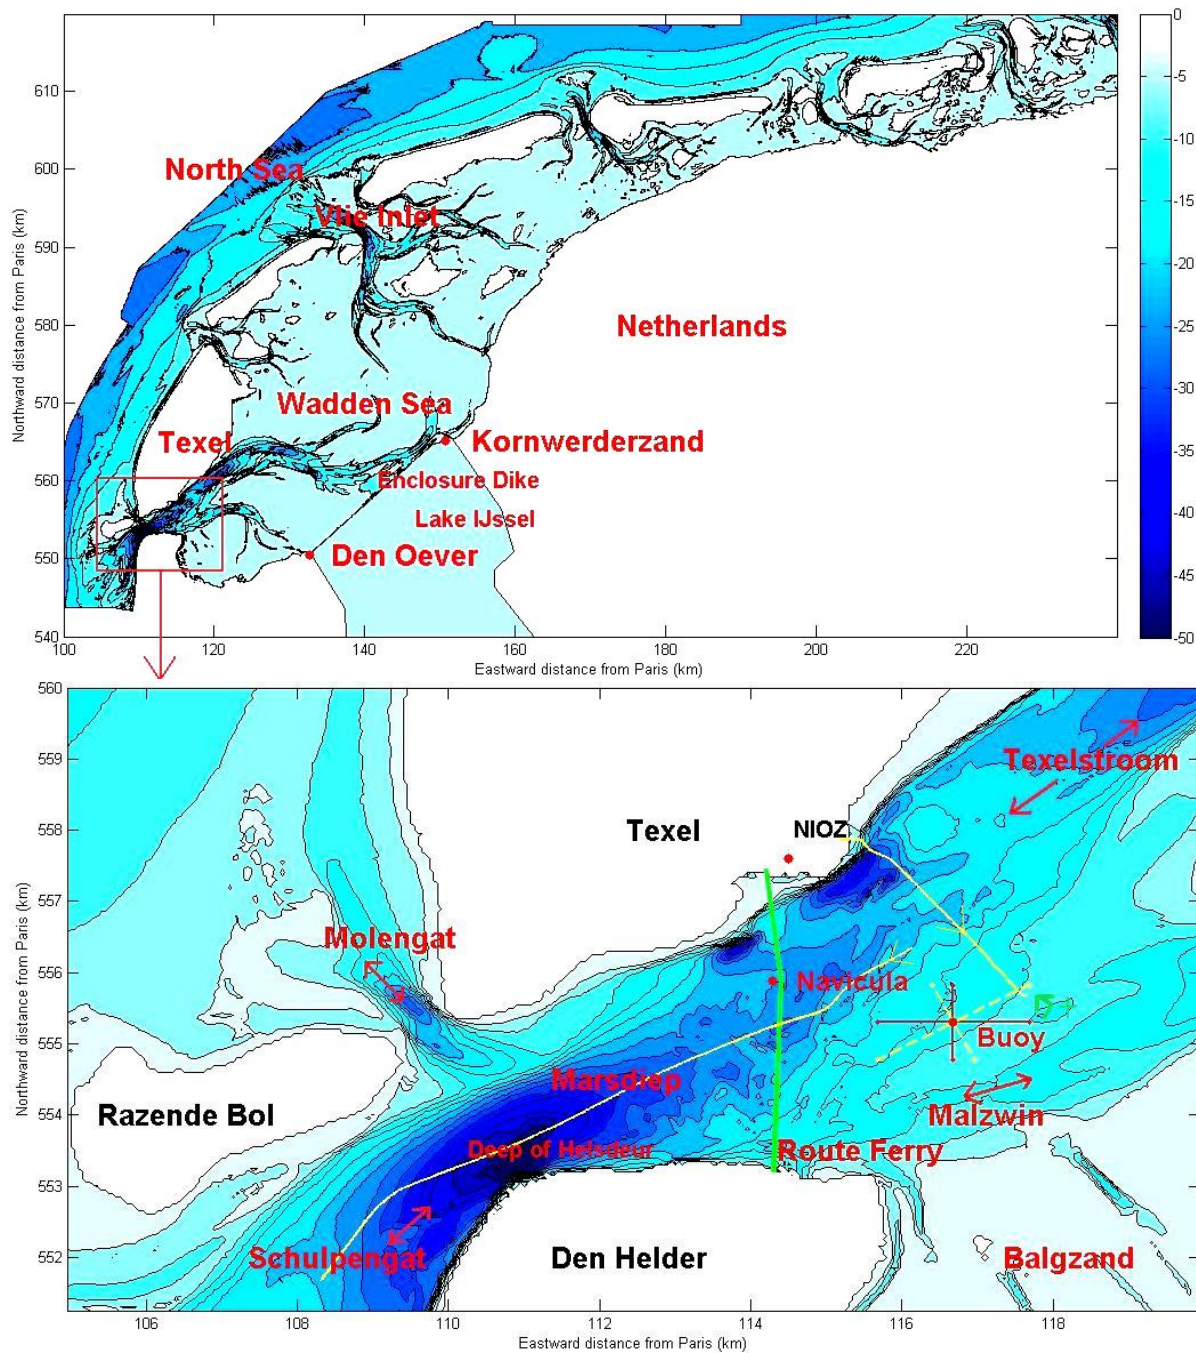 0
-5
-10
-15
-20
-25
-30
-35
-40
-45
-50
610
600
590
580
570
560
550
540
Northward distance from Paris (km)
North Sea
Vlie Inlet
Netherlands
Wadden Sea
Texel
Kornwerderzand
Enclosure Dike
Lake IJssel
Den Oever
100 120 140 160 180 200 220
Eastward distance from Paris (km)
560
559
558
557
556
555
554
553
552
Northward distance from Paris (km)
Texelstroom
Texel
NIOZ
Molengat
Navicula
Buoy
Marsdiep
Razende Bol
Malzwin
Deep of Helsdeur
Route Ferry
Schulpengat
Den Helder
Balgzand
106 108 110 112 114 116 118
Eastward distance from Paris (km)